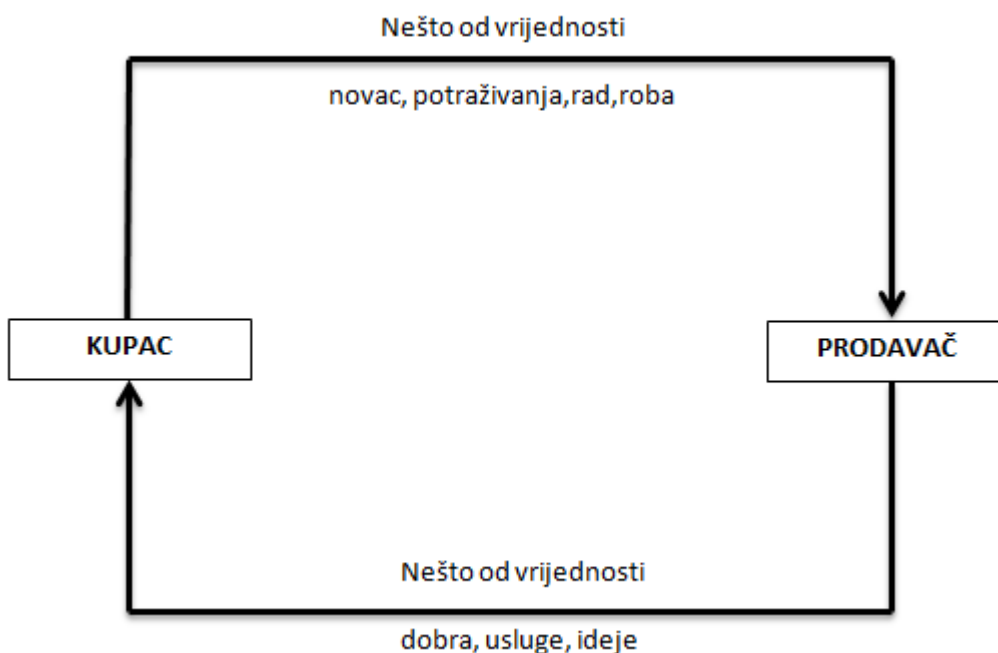 Nešto od vrijednosti
novac, potraživanja,rad,roba
KUPAC
PRODAVAČ
Nešto od vrijednosti
dobra, usluge, ideje